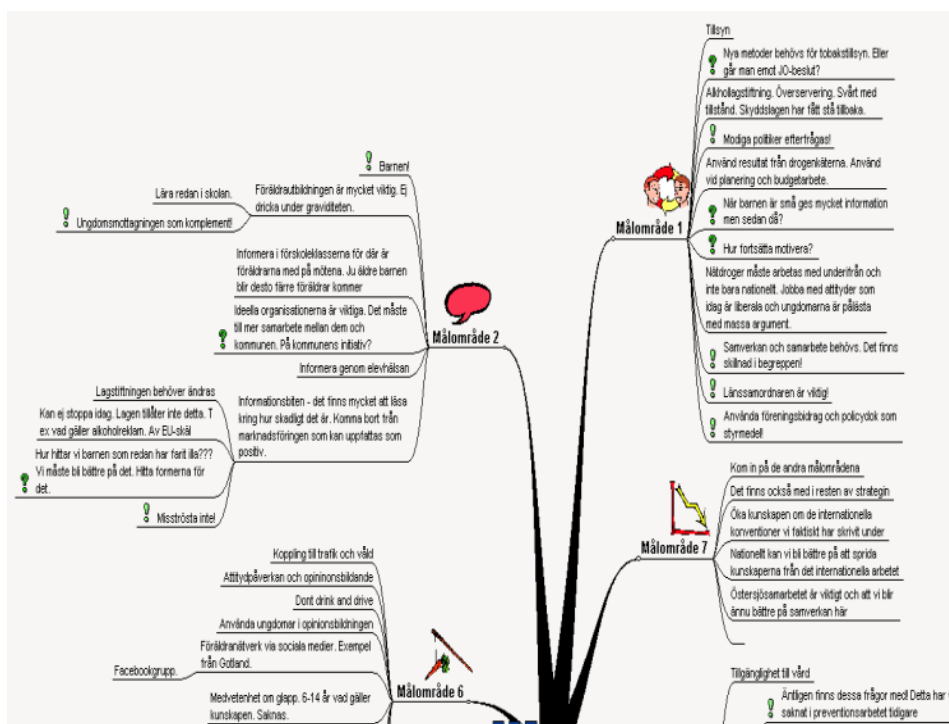 Tillsyn
Nya metoder behövs för tobakstillsyn. Eller
går man emot JO-beslut?
Alkhollagstiftning. Överservering. Svårt med
tillstånd. Skyddslagen har fått stå tillbaka.
Modiga politiker efterfrågas!
Använd resultat från drogenkäterna. Använd
vid planering och budgetarbete.
När barnen är små ges mycket information
men sedan då?
Målområde 1
Hur fortsätta motivera?
Nätdroger måste arbetas med underifrån och
inte bara nationellt. Jobba med attityder som
idag är liberala och ungdomarna är pålästa
med massa argument.
Samverkan och samarbete behövs. Det finns
skillnad i begreppen!
Länssamordnaren är viktig!
Använda föreningsbidrag och policydok som
styrmedel!
Barnen!
Föräldrautbildningen är mycket viktig. Ej
dricka under graviditeten.
Lära redan i skolan.
Ungdomsmottagningen som komplement!
Informera i förskoleklasserna för där är
föräldrarna med på mötena. Ju äldre barnen
blir desto färre föräldrar kommer
Ideella organisationerna är viktiga. Det måste
till mer samarbete mellan dem och
kommunen. På kommunens initiativ?
Målområde 2
Informera genom elevhälsan
Informationsbiten - det finns mycket att läsa
kring hur skadligt det är. Komma bort från
marknadsföringen som kan uppfattas som
positiv.
Lagstiftningen behöver ändras
Kan ej stoppa idag. Lagen tillåter inte detta. T
ex vad gäller alkoholreklam. Av EU-skäl
Hur hittar vi barnen som redan har farit illa???
Vi måste bli bättre på det. Hitta formerna för
det.
Misströsta inte!
Kom in på de andra målområdena
Det finns också med i resten av strategin
Öka kunskapen om de internationella
konventioner vi faktiskt har skrivit under
Målområde 7
Nationellt kan vi bli bättre på att sprida
kunskaperna från det internationella arbetet
Östersjösamarbetet är viktigt och att vi blir
ännu bättre på samverkan här
Koppling till trafik och våld
Attitydpåverkan och opinonsbildande
Dont drink and drive
Använda ungdomar i opinionsbildningen
Föräldranätverk via sociala medier. Exempel
från Gotland.
Facebookgrupp.
Målområde 6
Medvetenhet om glapp. 6-14 år vad gäller
kunskapen. Saknas.
Tillgänglighet till vård
Äntligen finns dessa frågor med! Detta har
saknat i preventionsarbetet tidigare